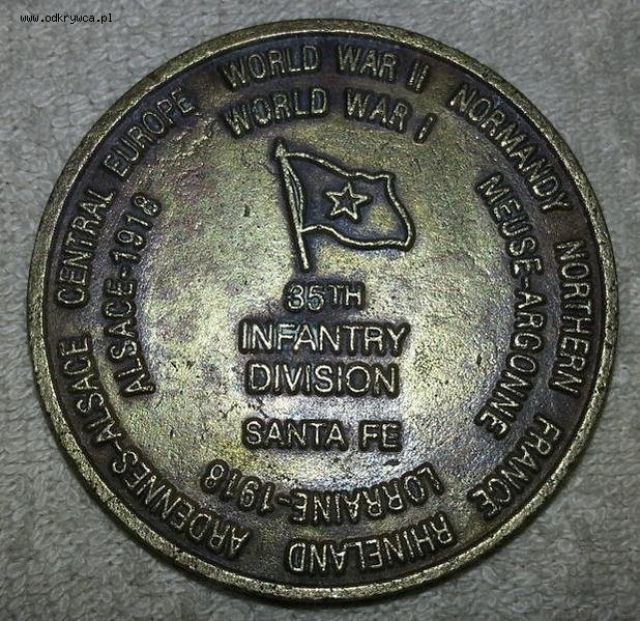 www.odkrywca.pl
WORLD WAR II NORMANDY NORTHERN FRANCE RHINELAND ARDENNES-ALSACE CENTRAL EUROPE
WORLD WAR I MEUSE-ARGONNE LORRAINE-1918 ALSACE-1918
35TH
INFANTRY
DIVISION
SANTA FE